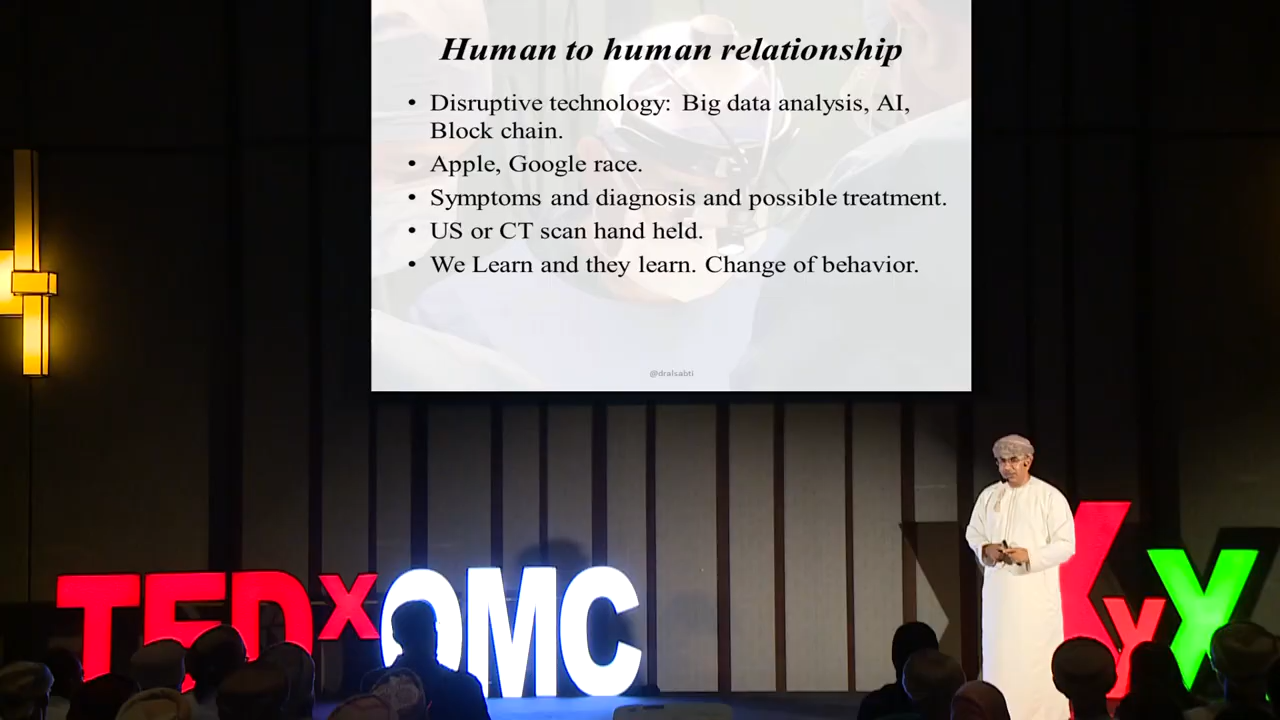 Human to human relationship
• Disruptive technology: Big data analysis, AI,
Block chain.
• Apple, Google race.
• Symptoms and diagnosis and possible treatment.
• US or CT scan hand held.
• We Learn and they learn. Change of behavior.
@dralsabti
TEDxOMC
X y X